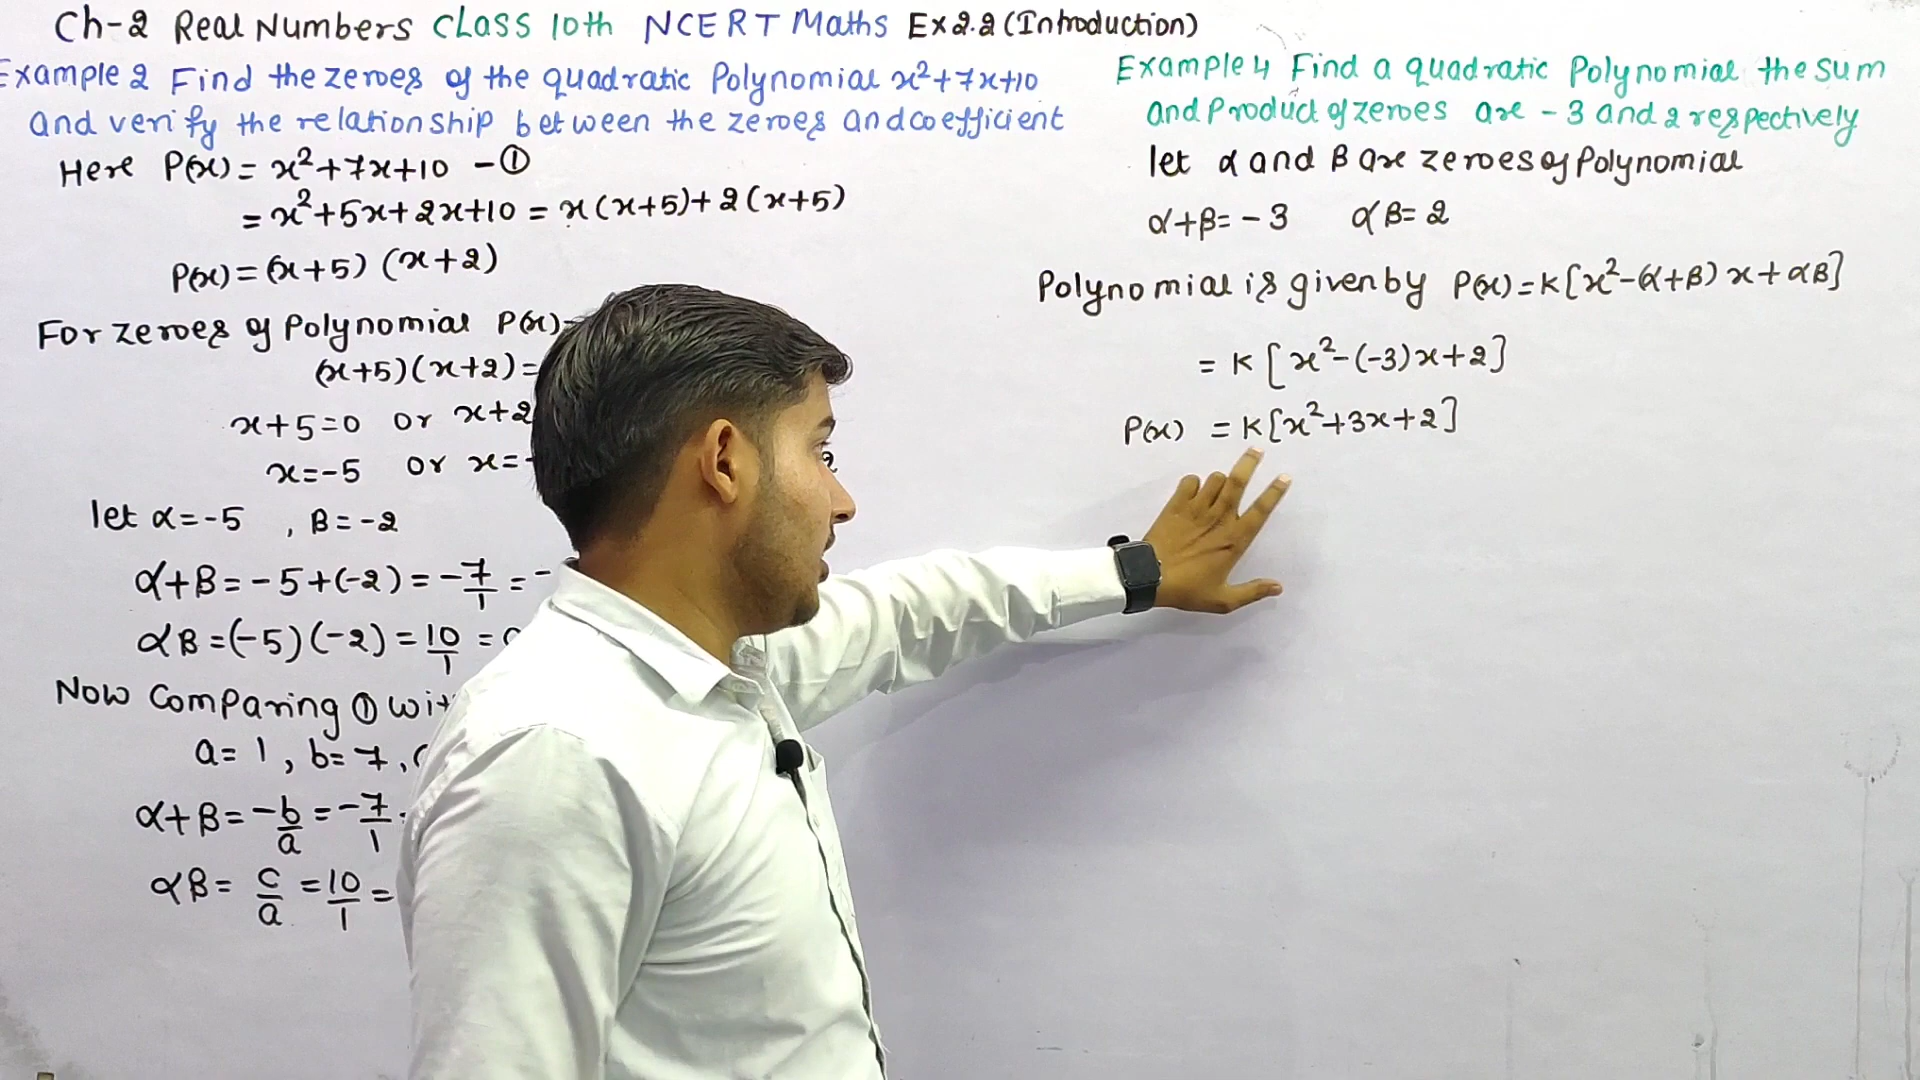 Ch-2 Real Numbers Class 10th NCERT Maths Ex2.2 (Introduction)
Example 2 Find the zeroes of the quadratic Polynomial x²+7x+10
and verify the relationship between the zeroes and coefficient
Here P(x) = x²+7x+10 -①
= x²+5x+2x+10 = x(x+5)+2(x+5)
P(x) = (x+5) (x+2)
For zeroes of Polynomial P(x)=
(x+5)(x+2)=
x+5=0 or x+2
x=-5 or x=-
let α=-5 , β=-2
α+β=-5+(-2)=-7/1=-
αβ=(-5)(-2)=10/1=
Now Comparing ① wit
a=1, b=7,
α+β=-b/a=-7/1
αβ= c/a =10/1=
Example 4 Find a quadratic Polynomial the sum
and Product of zeroes are -3 and 2 respectively
let α and β are zeroes of Polynomial
α+β=-3 αβ=2
Polynomial is given by P(x)=K[x²-(α+β)x+αβ]
= K[x²-(-3)x+2]
P(x) = K[x²+3x+2]